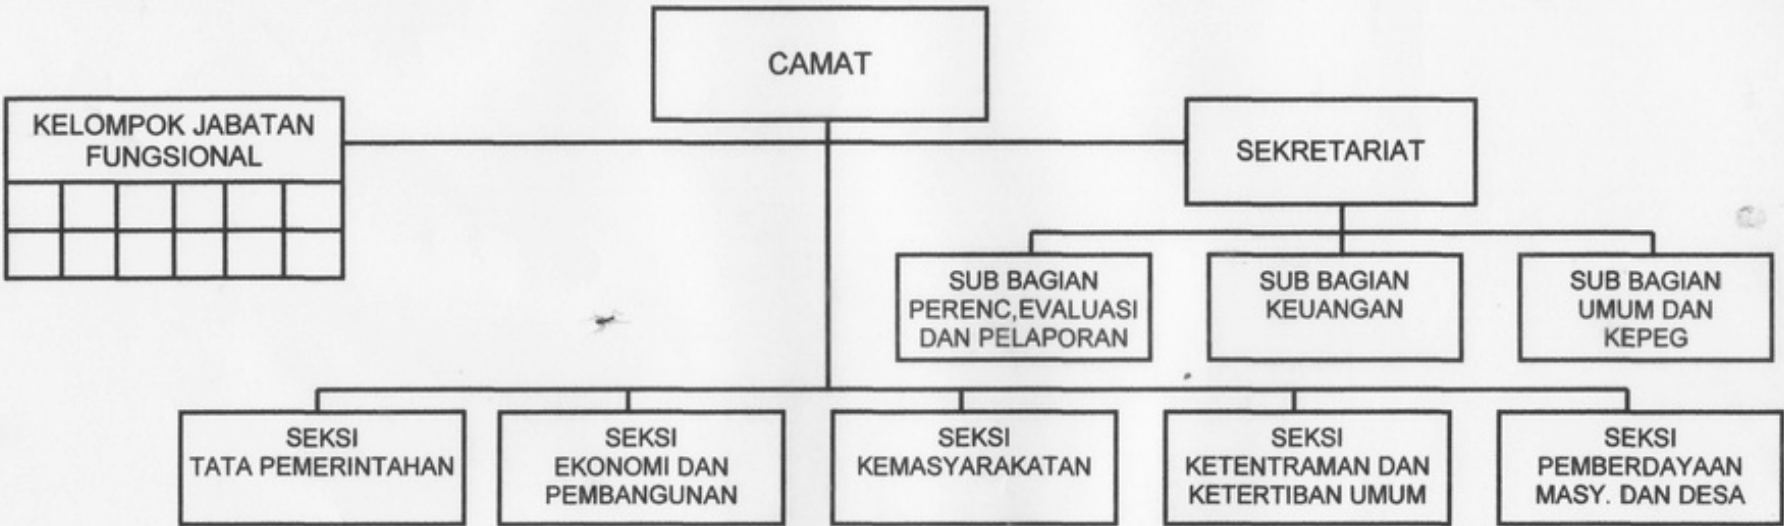 CAMAT
KELOMPOK JABATAN
FUNGSIONAL
SEKRETARIAT
SUB BAGIAN
PERENC,EVALUASI
DAN PELAPORAN
SUB BAGIAN
KEUANGAN
SUB BAGIAN
UMUM DAN
KEPEG
SEKSI
TATA PEMERINTAHAN
SEKSI
EKONOMI DAN
PEMBANGUNAN
SEKSI
KEMASYARAKATAN
SEKSI
KETENTRAMAN DAN
KETERTIBAN UMUM
SEKSI
PEMBERDAYAAN
MASY. DAN DESA